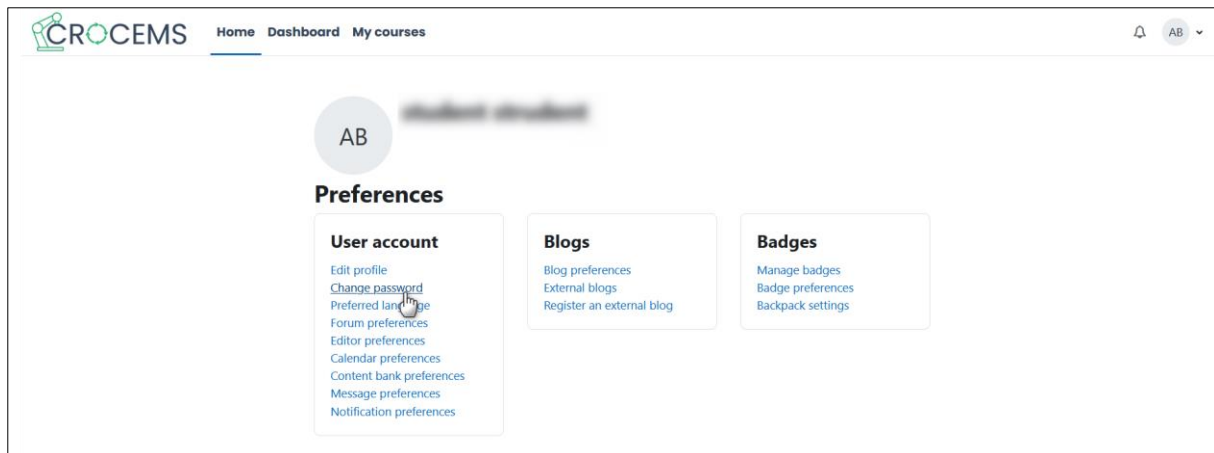 CROCEMS Home Dashboard My courses AB
AB
Preferences
User account
Edit profile
Change password
Preferred language
Forum preferences
Editor preferences
Calendar preferences
Content bank preferences
Message preferences
Notification preferences
Blogs
Blog preferences
External blogs
Register an external blog
Badges
Manage badges
Badge preferences
Backpack settings